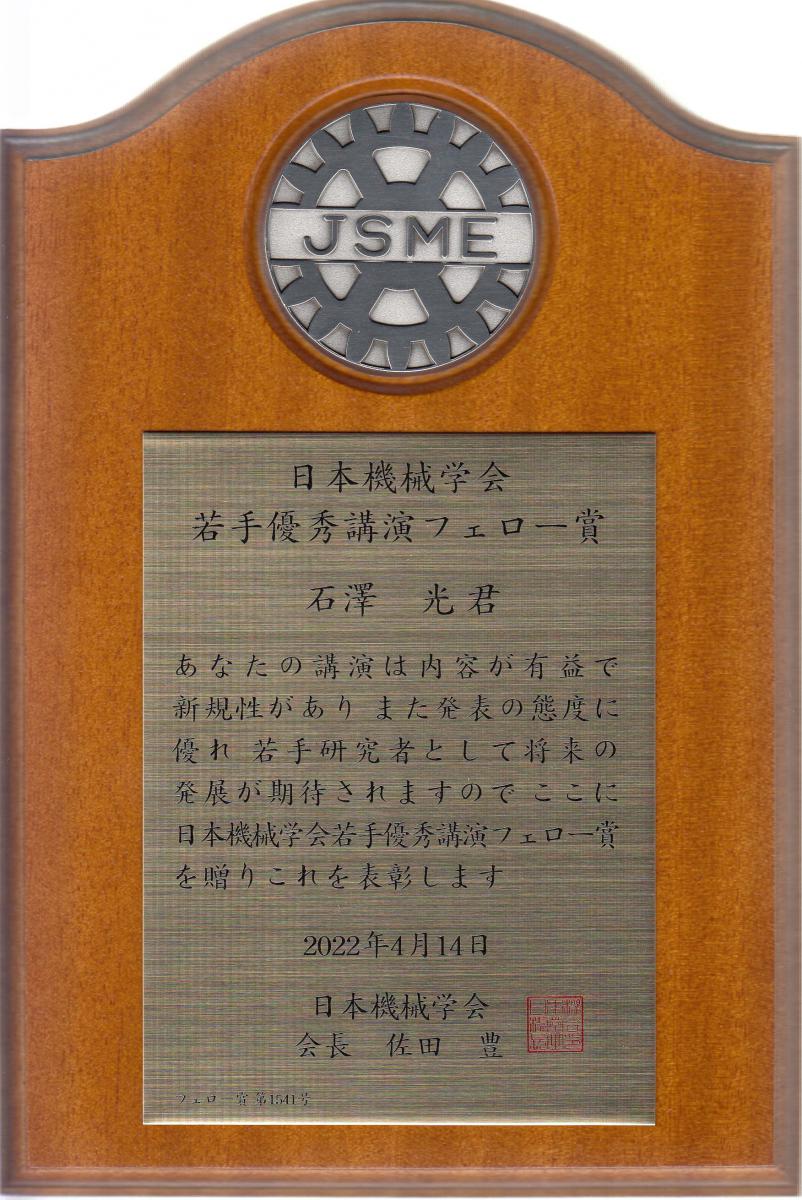 JSME
日本機械学会
若手優秀講演フェロー賞
石澤 光君
あなたの講演は内容が有益で
新規性があり また発表の態度に
優れ 若手研究者として将来の
発展が期待されますので ここに
日本機械学会若手優秀講演フェロー賞
を贈りこれを表彰します
2022年4月14日
日本機械学会
会長 佐田 豊
フェロー賞 第1541号